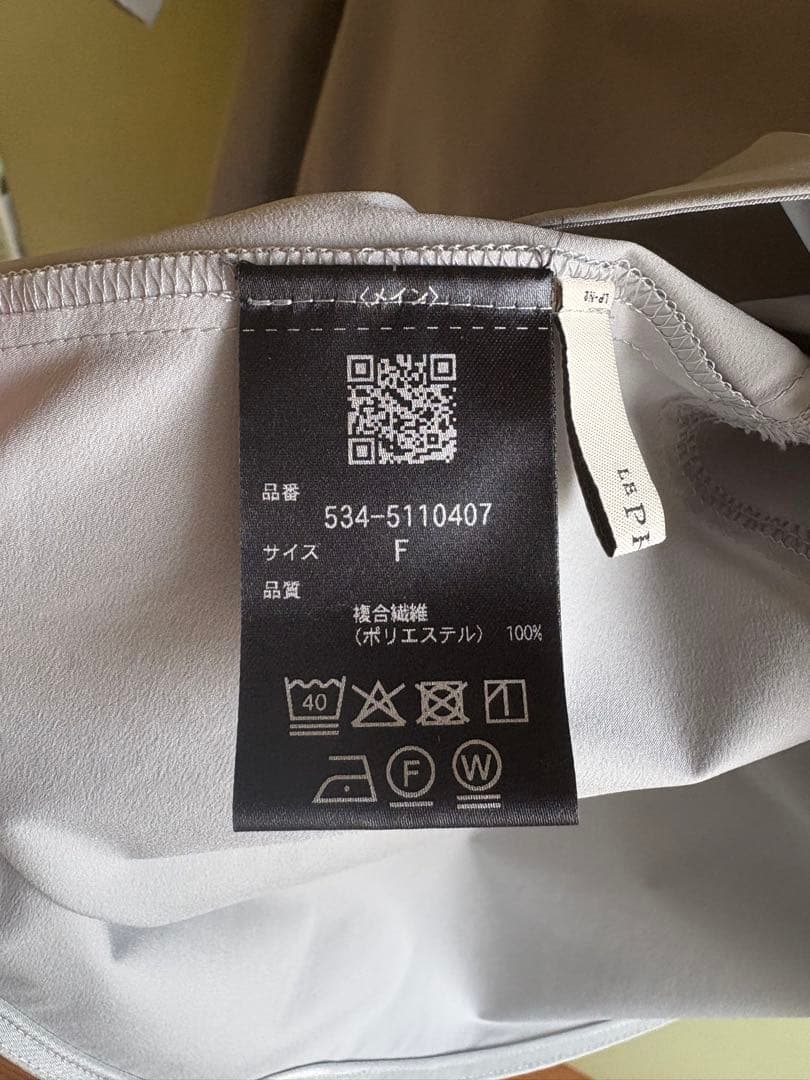 〈メイン〉
品番
534-5110407
サイズ F
品質
複合繊維
(ポリエステル) 100%
40
F
W
LE